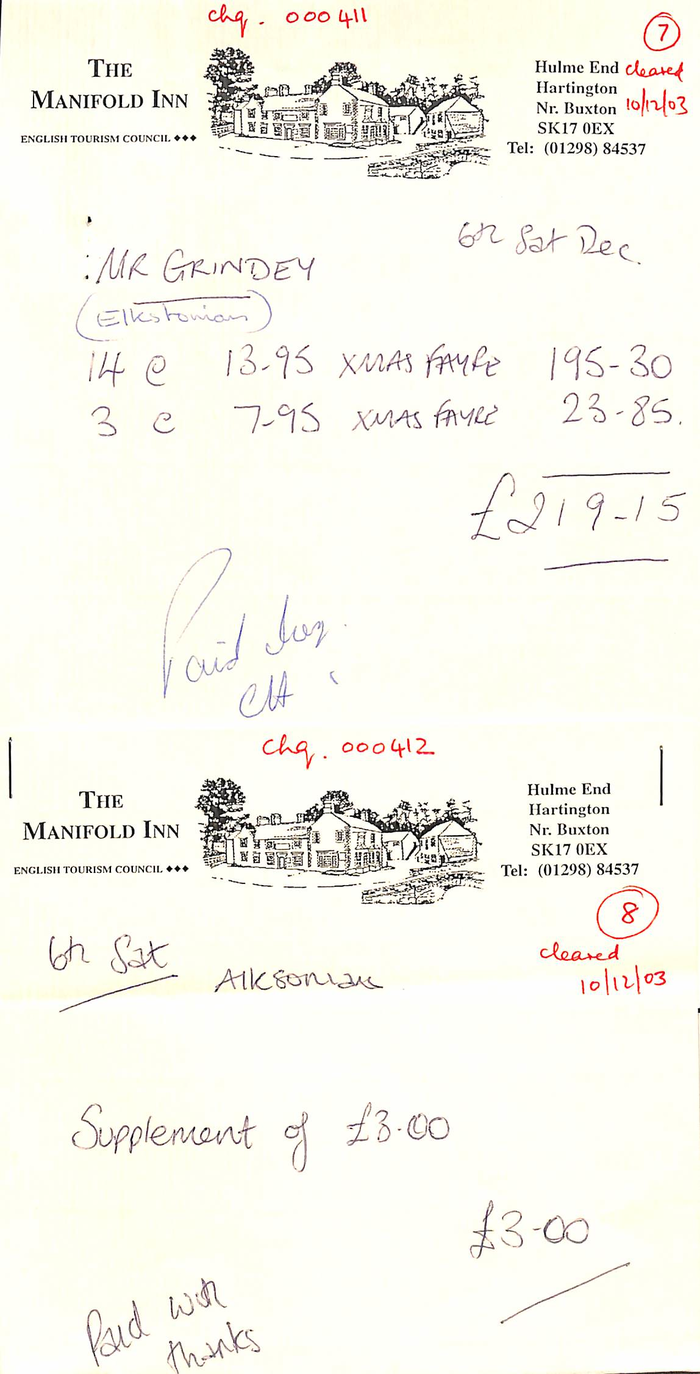 chq. 000411
7
THE
MANIFOLD INN
ENGLISH TOURISM COUNCIL ♦♦♦
Hulme End
Hartington
Nr. Buxton
SK17 0EX
Tel: (01298) 84537
cleared
10/12/03
6th Sat Dec.
: MR GRINDEY
(Elkstonian)
14 @ 13-95 XMAS FAYRE 195-30
3 @ 7-95 XMAS FAYRE 23-85.
£219-15
Paid
chq. 000412
THE
MANIFOLD INN
ENGLISH TOURISM COUNCIL ♦♦♦
Hulme End
Hartington
Nr. Buxton
SK17 0EX
Tel: (01298) 84537
8
cleared
10/12/03
6th Sat
Alksonian
Supplement of £3.00
£3-00
Paid with
thanks